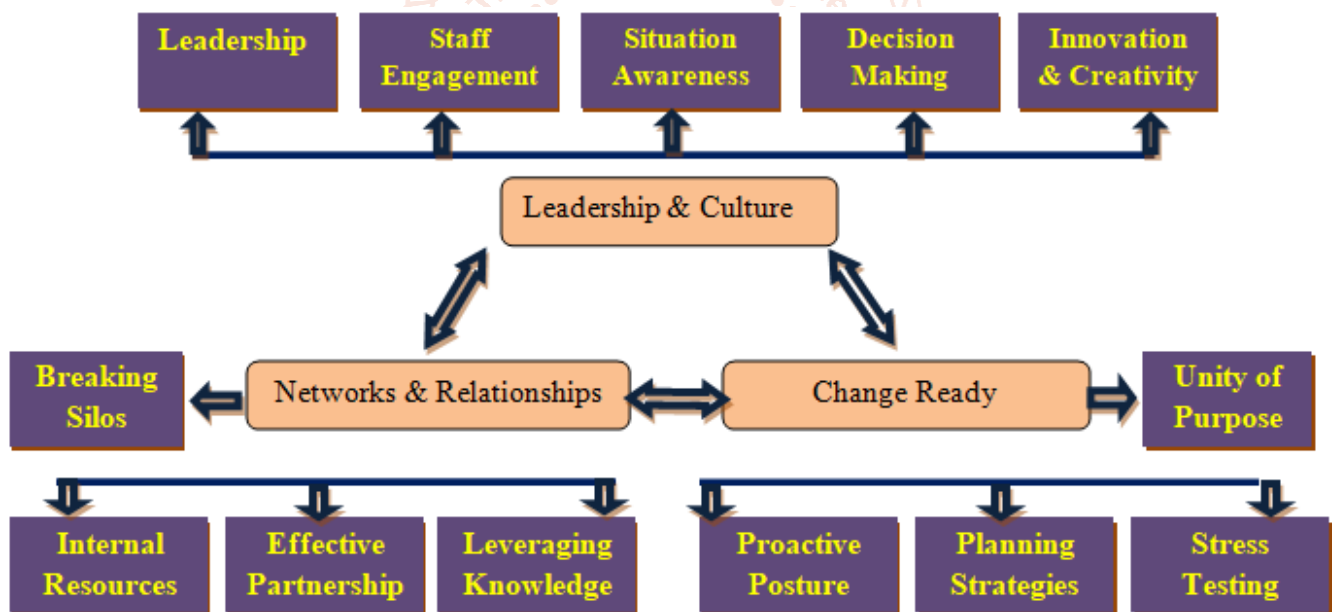 Leadership
Staff
Engagement
Situation
Awareness
Decision
Making
Innovation
& Creativity
Leadership & Culture
Breaking
Silos
Networks & Relationships
Change Ready
Unity of
Purpose
Internal
Resources
Effective
Partnership
Leveraging
Knowledge
Proactive
Posture
Planning
Strategies
Stress
Testing